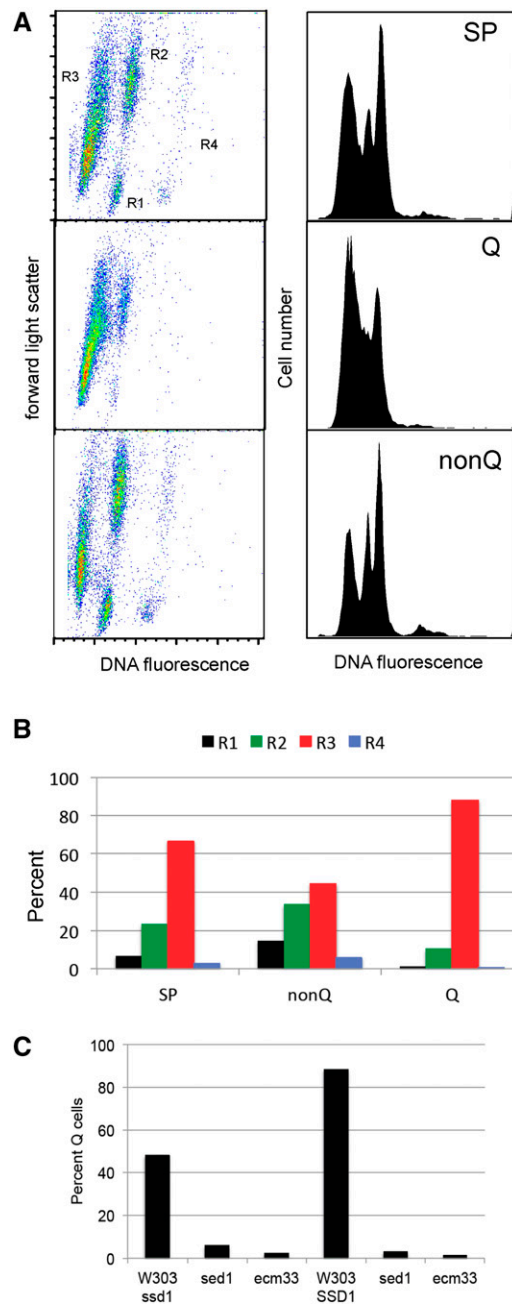 A
R3
R2
R4
R1
SP
Q
nonQ
forward light scatter
Cell number
DNA fluorescence
DNA fluorescence
B
R1 R2 R3 R4
Percent
100
80
60
40
20
0
SP nonQ Q
C
Percent Q cells
100
80
60
40
20
0
W303 sed1 ecm33 W303 sed1 ecm33
ssd1 SSD1